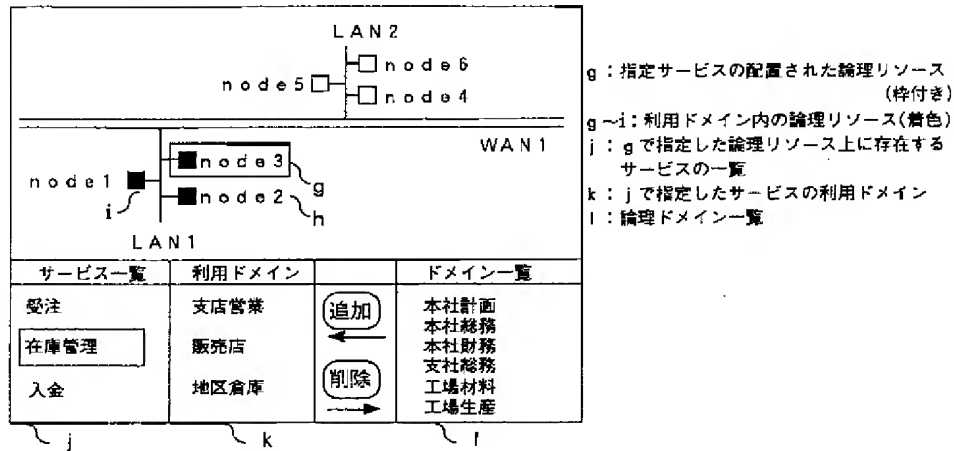 LAN2
node6
node5
node4
WAN1
node3
node1
node2
g
i
h
LAN1
サービス一覧 利用ドメイン ドメイン一覧
受注 支店営業 追加 本社計画
本社総務
在庫管理 販売店 本社財務
支社総務
入金 地区倉庫 削除 工場材料
工場生産
j k l
g:指定サービスの配置された論理リソース
(枠付き)
g~i:利用ドメイン内の論理リソース(着色)
j:gで指定した論理リソース上に存在する
サービスの一覧
k:jで指定したサービスの利用ドメイン
l:論理ドメイン一覧